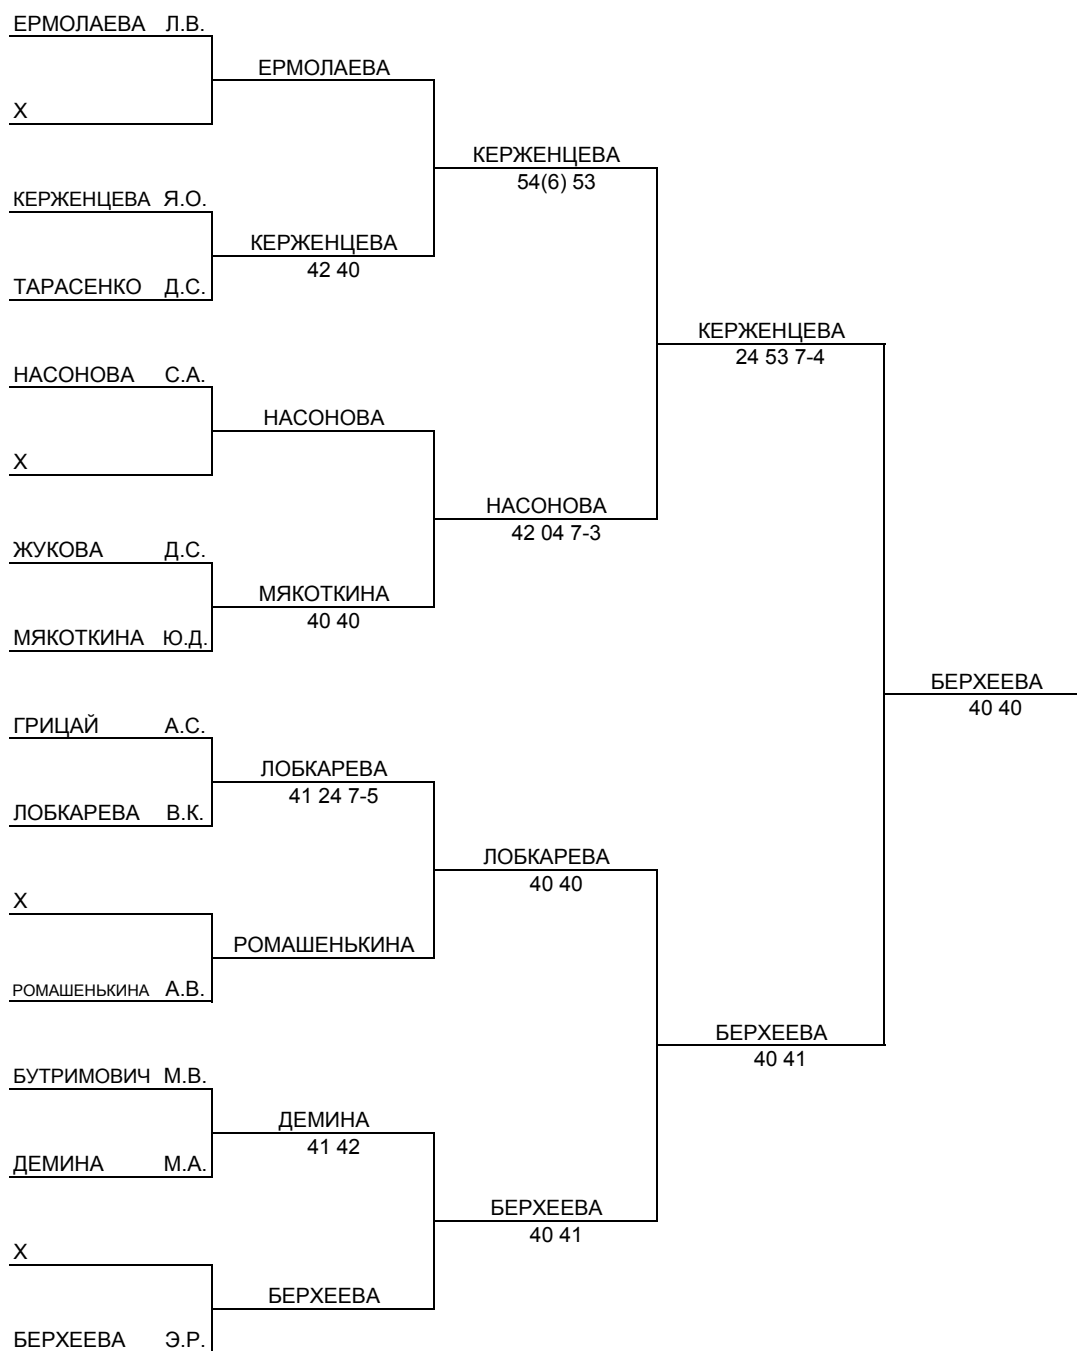 ЕРМОЛАЕВА Л.В.
ЕРМОЛАЕВА
Х
КЕРЖЕНЦЕВА
54(6) 53
КЕРЖЕНЦЕВА Я.О.
КЕРЖЕНЦЕВА
42 40
ТАРАСЕНКО Д.С.
КЕРЖЕНЦЕВА
24 53 7-4
НАСОНОВА С.А.
НАСОНОВА
Х
НАСОНОВА
42 04 7-3
ЖУКОВА Д.С.
МЯКОТКИНА
40 40
МЯКОТКИНА Ю.Д.
БЕРХЕЕВА
40 40
ГРИЦАЙ А.С.
ЛОБКАРЕВА
41 24 7-5
ЛОБКАРЕВА В.К.
ЛОБКАРЕВА
40 40
Х
РОМАШЕНЬКИНА
РОМАШЕНЬКИНА А.В.
БЕРХЕЕВА
40 41
БУТРИМОВИЧ М.В.
ДЕМИНА
41 42
ДЕМИНА М.А.
БЕРХЕЕВА
40 41
Х
БЕРХЕЕВА
БЕРХЕЕВА Э.Р.